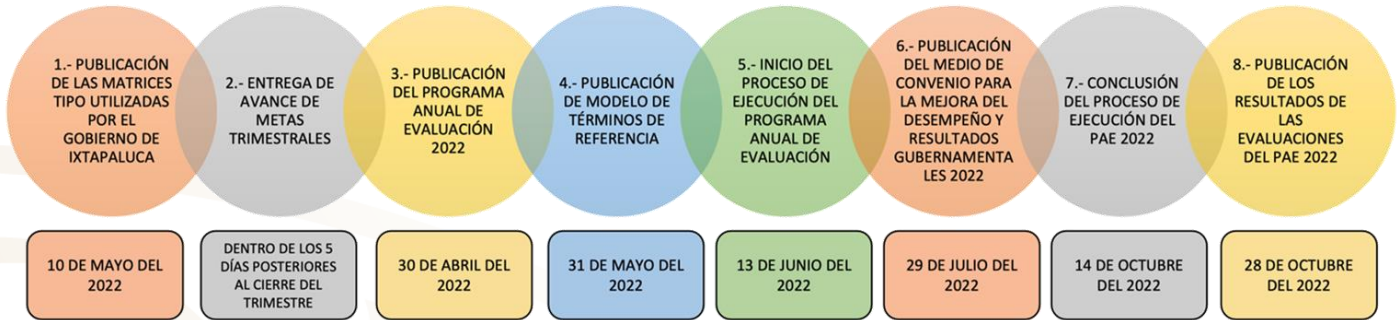 1.- PUBLICACIÓN
DE LAS MATRICES
TIPO UTILIZADAS
POR EL
GOBIERNO DE
IXTAPALUCA
2.- ENTREGA DE
AVANCE DE
METAS
TRIMESTRALES
3.- PUBLICACIÓN
DEL PROGRAMA
ANUAL DE
EVALUACIÓN
2022
4.- PUBLICACIÓN
DE MODELO DE
TÉRMINOS DE
REFERENCIA
5.- INICIO DEL
PROCESO DE
EJECUCIÓN DEL
PROGRAMA
ANUAL DE
EVALUACIÓN
6.- PUBLICACIÓN
DEL MEDIO DE
CONVENIO PARA
LA MEJORA DEL
DESEMPEÑO Y
RESULTADOS
GUBERNAMENTA
LES 2022
7.- CONCLUSIÓN
DEL PROCESO DE
EJECUCIÓN DEL
PAE 2022
8.- PUBLICACIÓN
DE LOS
RESULTADOS DE
LAS
EVALUACIONES
DEL PAE 2022
10 DE MAYO DEL
2022
DENTRO DE LOS 5
DÍAS POSTERIORES
AL CIERRE DEL
TRIMESTRE
30 DE ABRIL DEL
2022
31 DE MAYO DEL
2022
13 DE JUNIO DEL
2022
29 DE JULIO DEL
2022
14 DE OCTUBRE
DEL 2022
28 DE OCTUBRE
DEL 2022